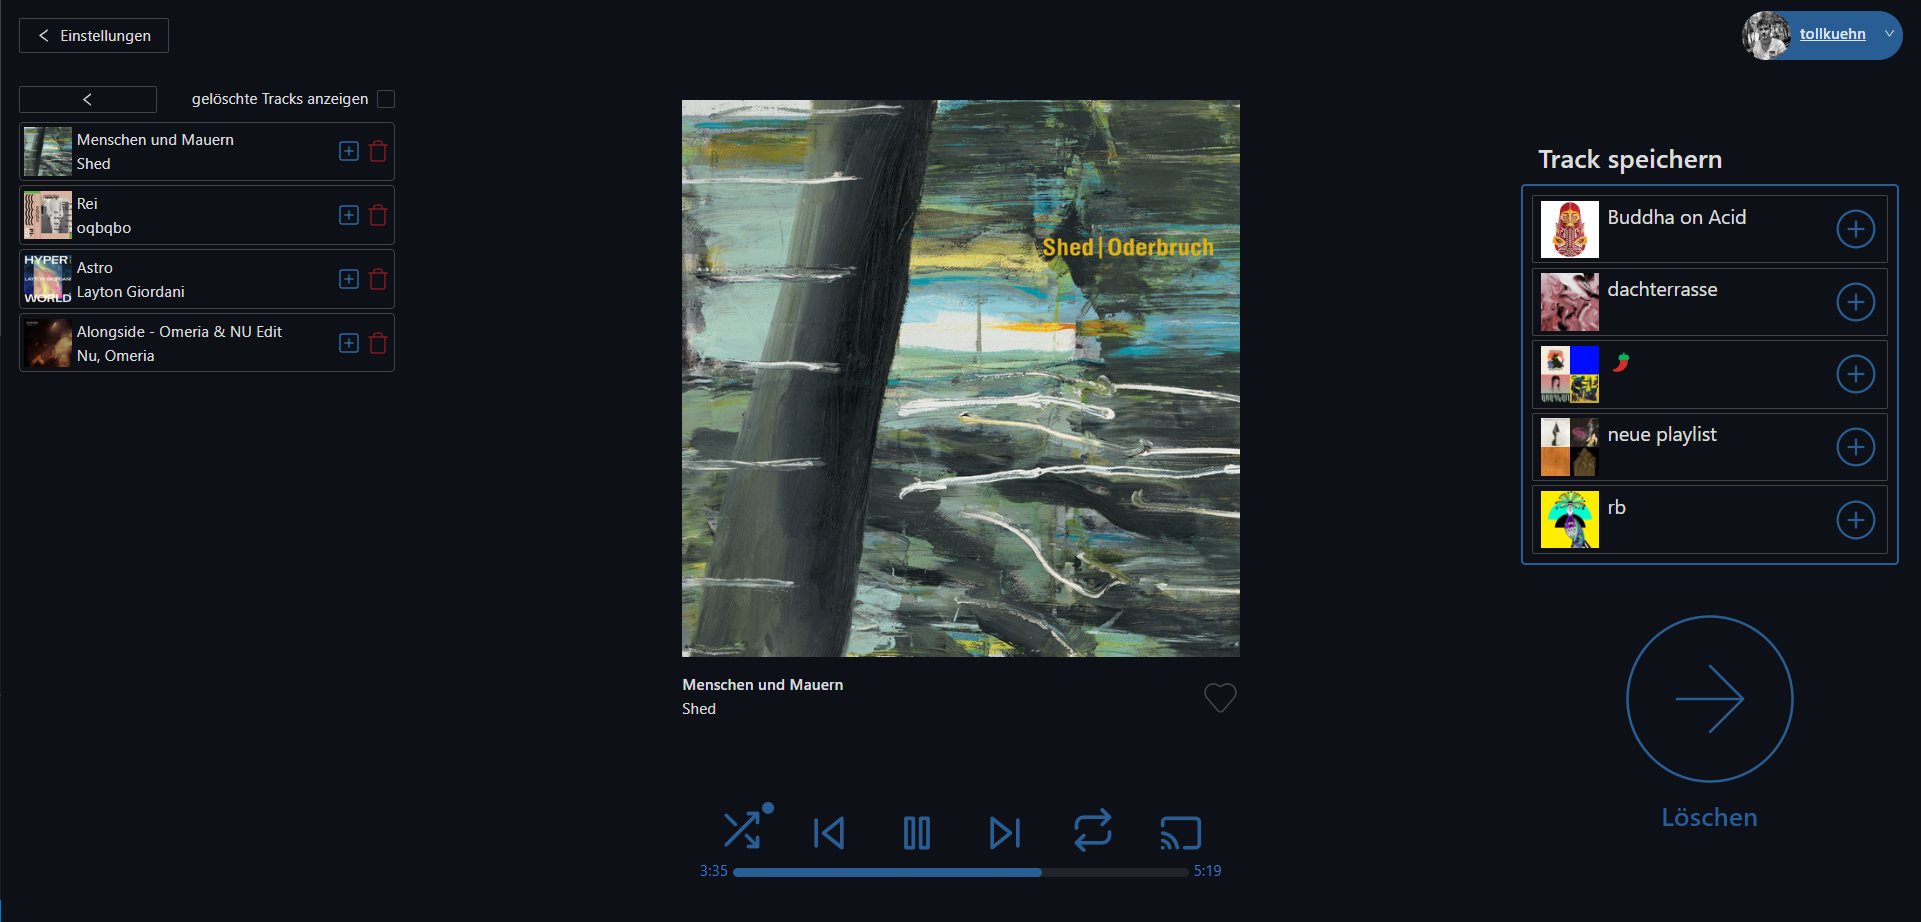 Einstellungen
tollkuehn
gelöschte Tracks anzeigen
Menschen und Mauern
Shed
Rei
oqbqbo
HYPER
LAYTON GIORDANI
WORLD
Astro
Layton Giordani
Alongside - Omeria & NU Edit
Nu, Omeria
Shed | Oderbruch
Menschen und Mauern
Shed
3:35
5:19
Track speichern
Buddha on Acid
dachterrasse
🌶
neue playlist
rb
Löschen